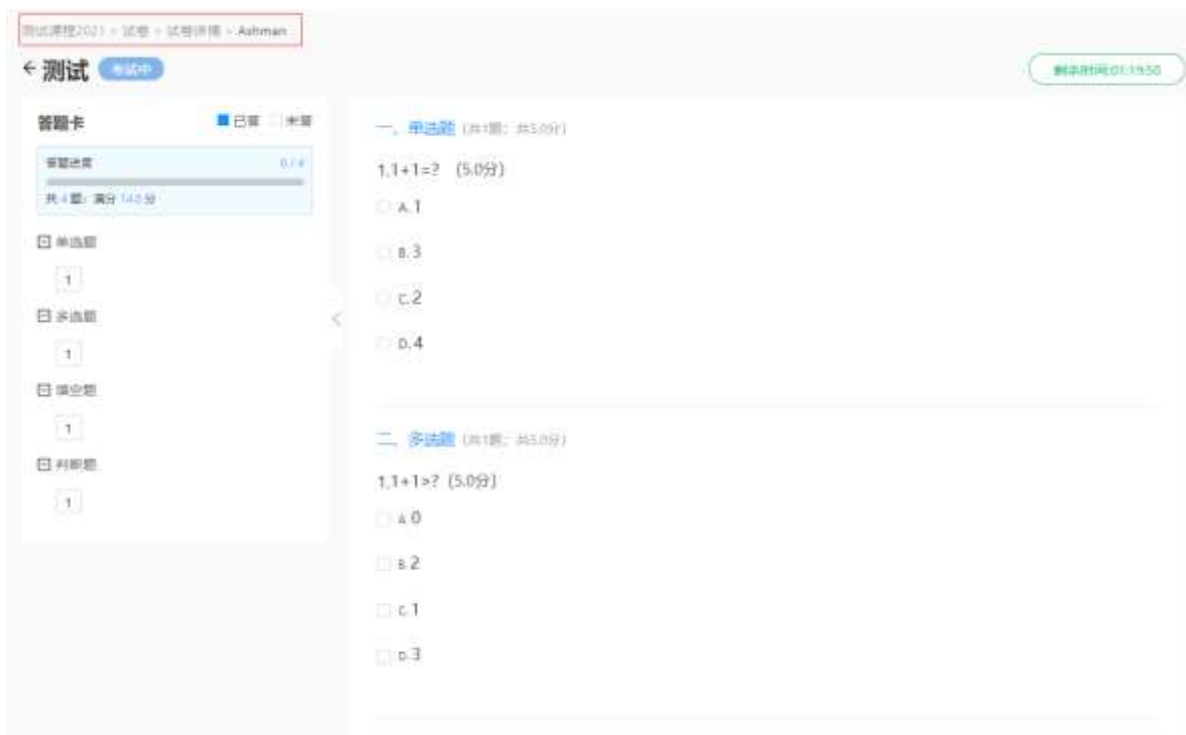 测试课程2021 > 试卷 > 试卷详情 > Ashman
测试 考试中
剩余时间:01:19:50
答题卡 已答 未答
答题进度 0 / 4
共 4 题; 满分 14.0 分
单选题
1
多选题
1
填空题
1
判断题
1
一、单选题 (共1题; 共5.0分)
1.1+1=? (5.0分)
A.1
B.3
C.2
D.4
二、多选题 (共1题; 共5.0分)
1.1+1>? (5.0分)
A.0
B.2
C.1
D.3